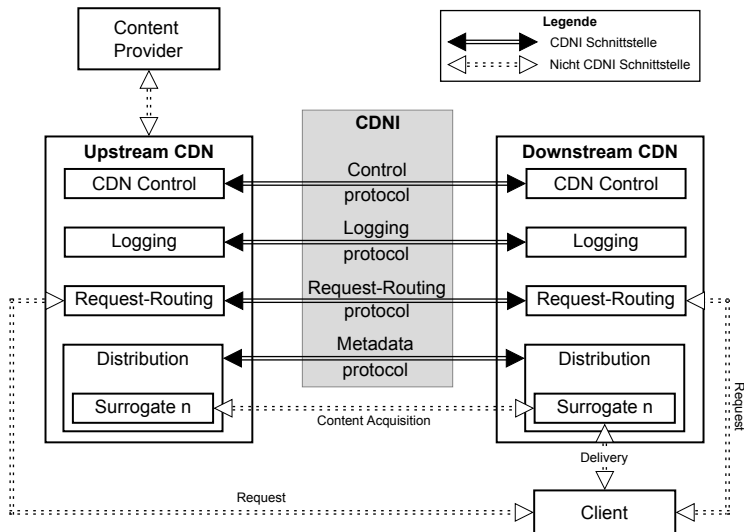 Content
Provider
Legende
CDNI Schnittstelle
Nicht CDNI Schnittstelle
CDNI
Upstream CDN
Downstream CDN
CDN Control
Control
protocol
CDN Control
Logging
Logging
protocol
Logging
Request-Routing
Request-Routing
protocol
Request-Routing
Distribution
Metadata
protocol
Distribution
Surrogate n
Content Acquisition
Surrogate n
Request
Delivery
Request
Client